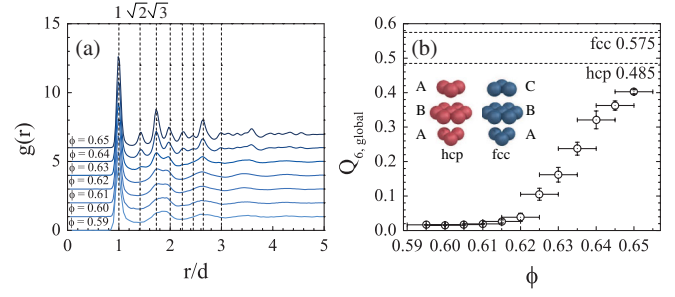 1 √2 √3
(a)
15
10
5
0
g(r)
ϕ = 0.65
ϕ = 0.64
ϕ = 0.63
ϕ = 0.62
ϕ = 0.61
ϕ = 0.60
ϕ = 0.59
0 1 2 3 4 5
r/d
(b)
0.6
0.5
0.4
0.3
0.2
0.1
0.0
Q6, global
fcc 0.575
hcp 0.485
A C
B B
A A
hcp fcc
0.59 0.60 0.61 0.62 0.63 0.64 0.65
ϕ